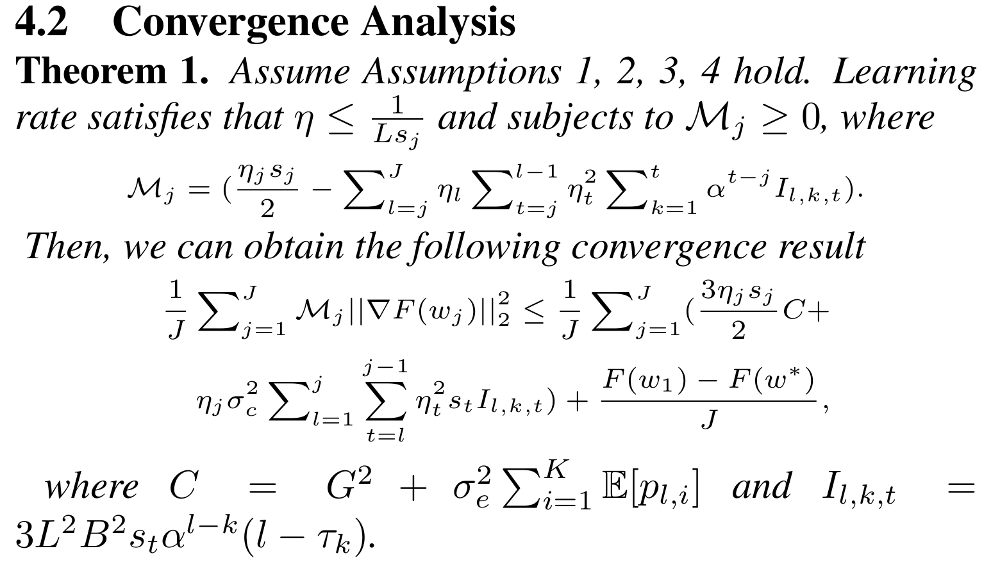 4.2 Convergence Analysis
Theorem 1. Assume Assumptions 1, 2, 3, 4 hold. Learning
rate satisfies that $\eta \leq \frac{1}{Ls_j}$ and subjects to $\mathcal{M}_j \geq 0$, where
$\mathcal{M}_j = (\frac{\eta_j s_j}{2} - \sum_{l=j}^{J} \eta_l \sum_{t=j}^{l-1} \eta_t^2 \sum_{k=1}^{t} \alpha^{t-j} I_{l,k,t}).$
Then, we can obtain the following convergence result
$\frac{1}{J} \sum_{j=1}^{J} \mathcal{M}_j ||\nabla F(w_j)||_2^2 \leq \frac{1}{J} \sum_{j=1}^{J} (\frac{3\eta_j s_j}{2} C +$
$\eta_j \sigma_c^2 \sum_{l=1}^{j} \sum_{t=l}^{j-1} \eta_t^2 s_t I_{l,k,t}) + \frac{F(w_1) - F(w^*)}{J},$
where $C = G^2 + \sigma_e^2 \sum_{i=1}^{K} \mathbb{E}[p_{l,i}]$ and $I_{l,k,t} =$
$3L^2 B^2 s_t \alpha^{l-k} (l - \tau_k).$